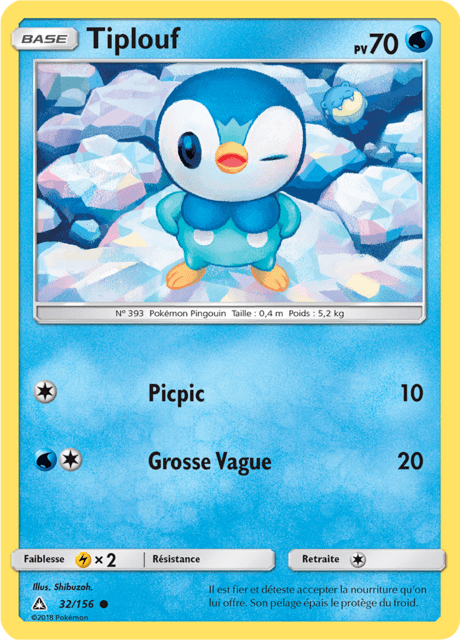 BASE Tiplouf PV70
N° 393 Pokémon Pingouin Taille : 0,4 m Poids : 5,2 kg
Picpic 10
Grosse Vague 20
Faiblesse ×2 Résistance Retraite
Illus. Shibuzoh.
32/156
©2018 Pokémon
Il est fier et déteste accepter la nourriture qu'on
lui offre. Son pelage épais le protège du froid.